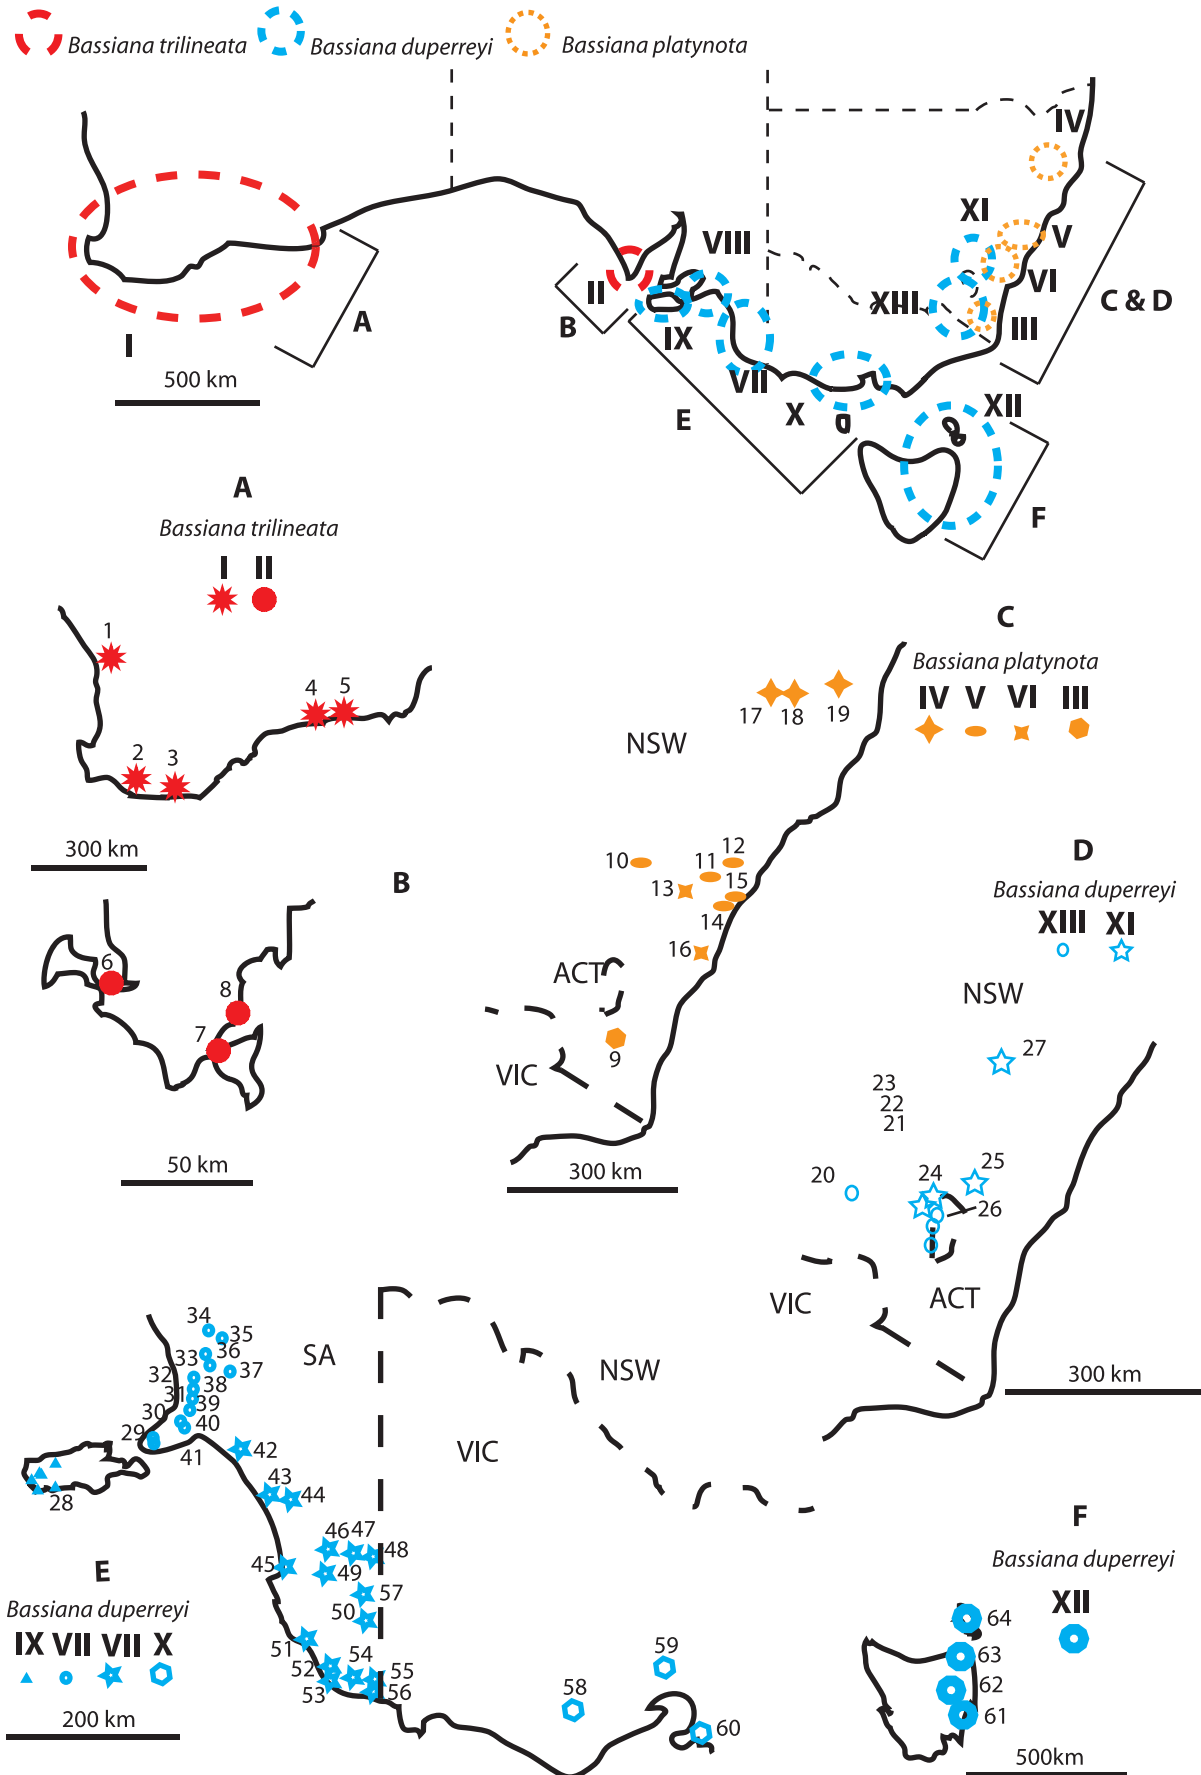 Bassiana trilineata
Bassiana duperreyi
Bassiana platynota
IV
XI
V
VIII
VI
II
XIII
C & D
B
IX
III
A
I
VII
500 km
X
XII
E
F
A
Bassiana trilineata
I II
1
4 5
2 3
300 km
B
6
8
7
50 km
C
Bassiana platynota
IV V VI III
17 18 19
NSW
10 11 12
13 15
14
16
ACT
9
VIC
300 km
D
Bassiana duperreyi
XIII XI
NSW
27
23
22
21
20 24 25
26
VIC
ACT
300 km
34
35
33 36
32 37
31 38
30 39
29 40
41
28
42
43
44
SA
NSW
VIC
46 47
45 49 48
57
50
51 54
52 55
53 56
59
58
60
E
Bassiana duperreyi
IX VII VII X
200 km
F
Bassiana duperreyi
XII
64
63
62
61
500km